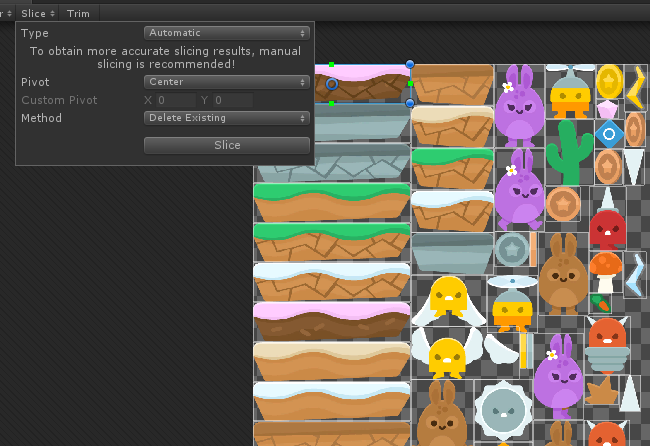 r ÷ Slice ÷ Trim
Type Automatic
To obtain more accurate slicing results, manual
slicing is recommended!
Pivot Center
Custom Pivot X 0 Y 0
Method Delete Existing
Slice